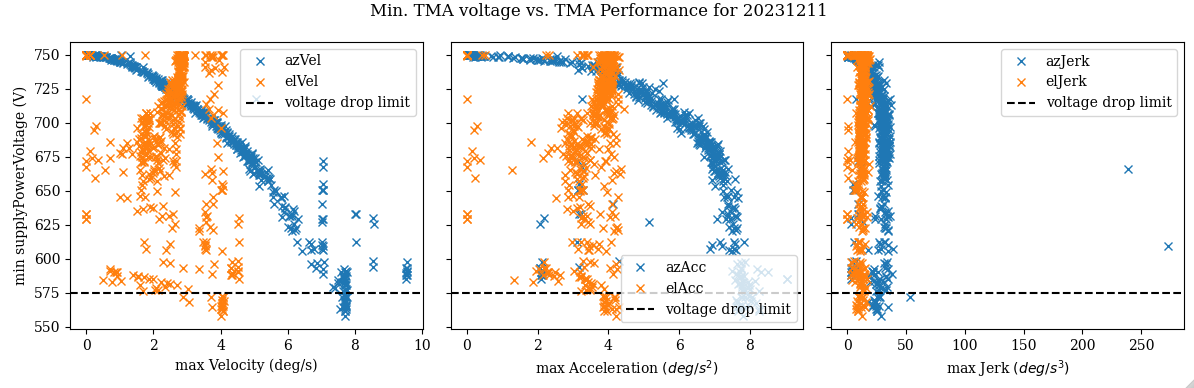 Min. TMA voltage vs. TMA Performance for 20231211
min supplyPowerVoltage (V)
750
725
700
675
650
625
600
575
550
azVel
elVel
voltage drop limit
0 2 4 6 8 10
max Velocity (deg/s)
azAcc
elAcc
voltage drop limit
0 2 4 6 8
max Acceleration (deg/s²)
azJerk
elJerk
voltage drop limit
0 50 100 150 200 250
max Jerk (deg/s³)